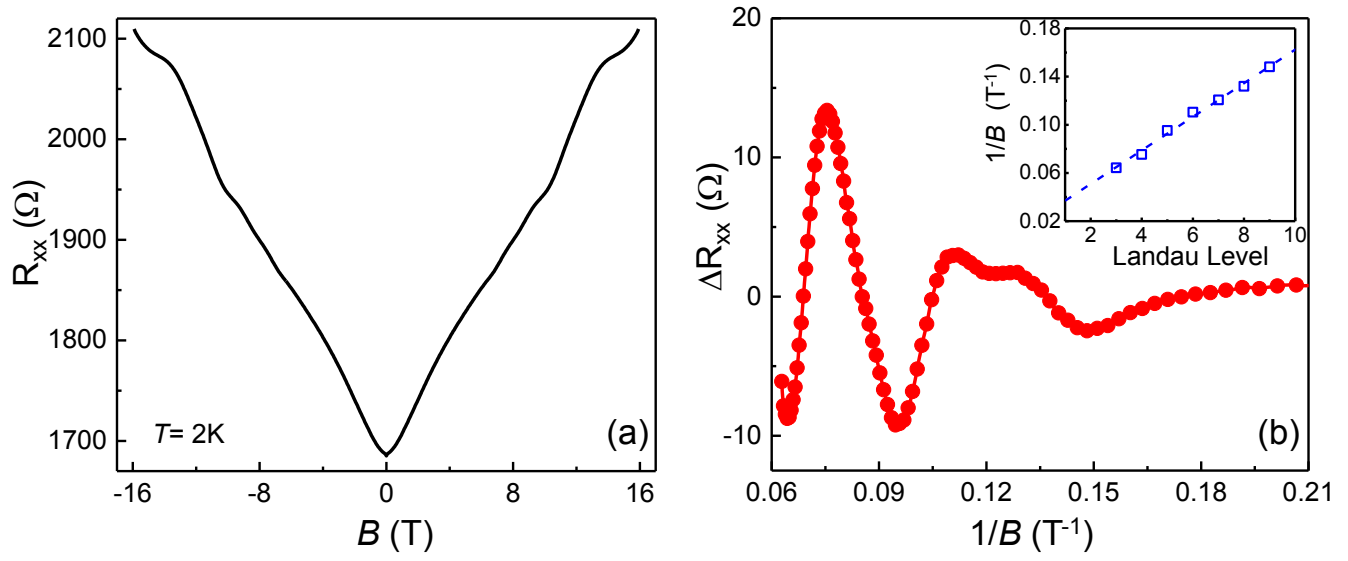 2100
2000
1900
1800
1700
R_xx (Ω)
T= 2K
(a)
-16 -8 0 8 16
B (T)
20
10
0
-10
ΔR_xx (Ω)
(b)
0.06 0.09 0.12 0.15 0.18 0.21
1/B (T⁻¹)
0.18
0.14
0.10
0.06
0.02
1/B (T⁻¹)
2 4 6 8 10
Landau Level